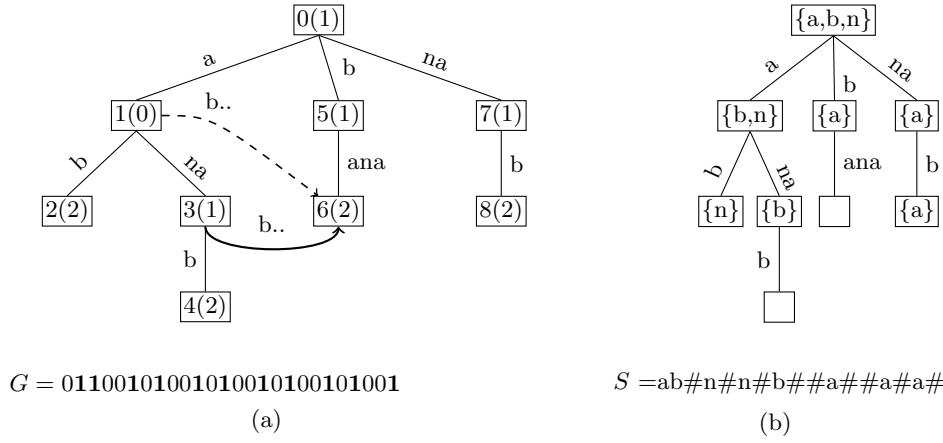 0(1) {a,b,n}
a b na a b na
b..
1(0) 5(1) 7(1) {b,n} {a} {a}
b na ana b b na ana b
2(2) 3(1) 6(2) 8(2) {n} {b} {a}
b..
b b
4(2)
G = 01100101001010010100101001 S =ab#n#n#b##a##a#a#
(a) (b)